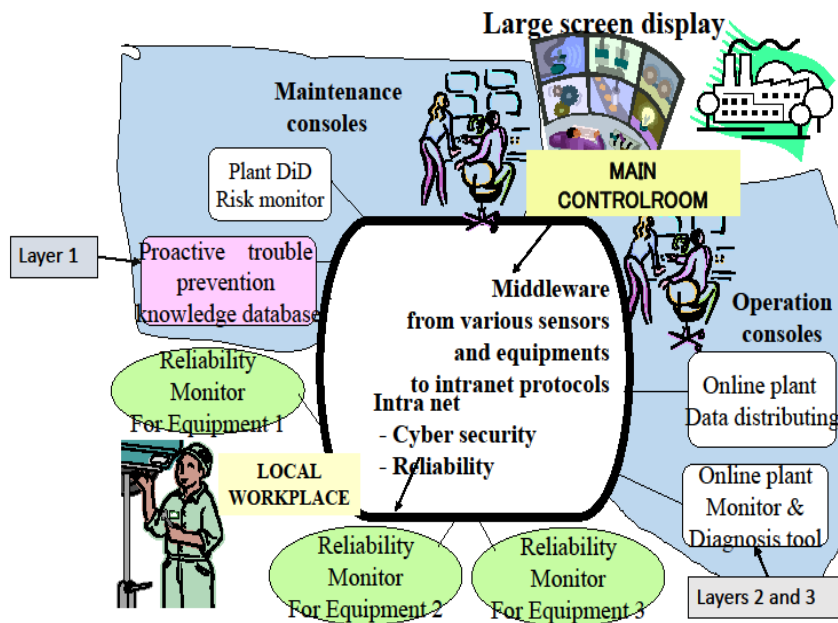 Large screen display
Maintenance
consoles
Plant DiD
Risk monitor
MAIN
CONTROLROOM
Layer 1
Proactive trouble
prevention
knowledge database
Middleware
from various sensors
and equipments
to intranet protocols
Operation
consoles
Reliability
Monitor
For Equipment 1
Online plant
Data distributing
Intra net
- Cyber security
- Reliability
LOCAL
WORKPLACE
Online plant
Monitor &
Diagnosis tool
Reliability
Monitor
For Equipment 2
Reliability
Monitor
For Equipment 3
Layers 2 and 3